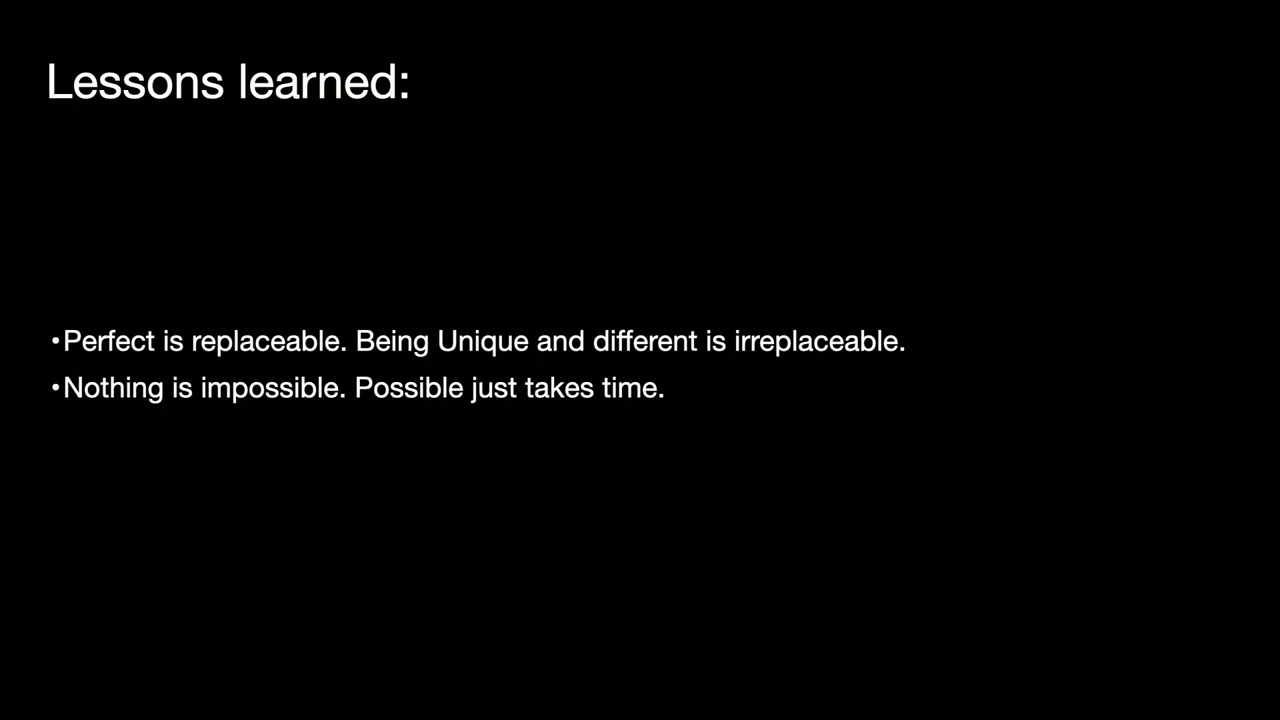 Lessons learned:
•Perfect is replaceable. Being Unique and different is irreplaceable.
•Nothing is impossible. Possible just takes time.